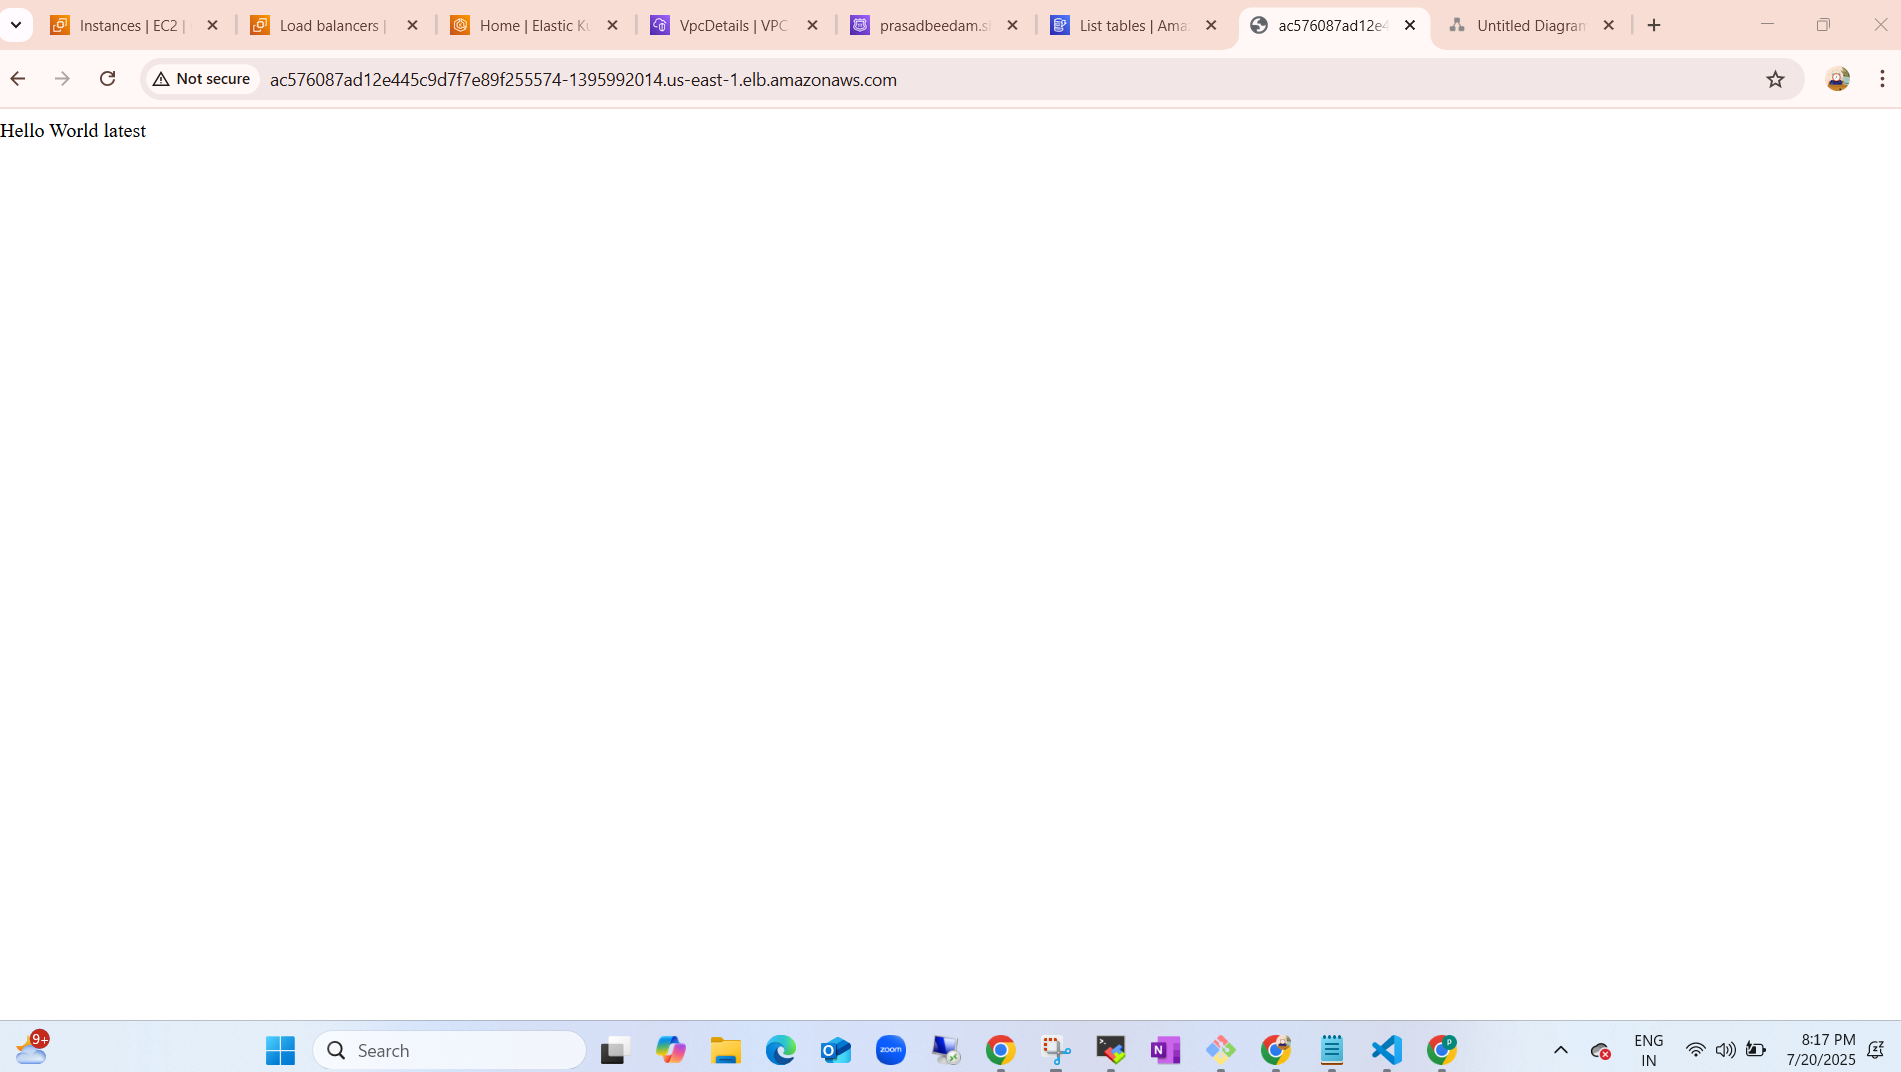 Instances | EC2 |
Load balancers |
Home | Elastic Ku
VpcDetails | VPC
prasadbeedam.s
List tables | Ama
ac576087ad12e4
Untitled Diagram
Not secure
ac576087ad12e445c9d7f7e89f255574-1395992014.us-east-1.elb.amazonaws.com
Hello World latest
9+
Search
zoom
P
ENG
IN
8:17 PM
7/20/2025